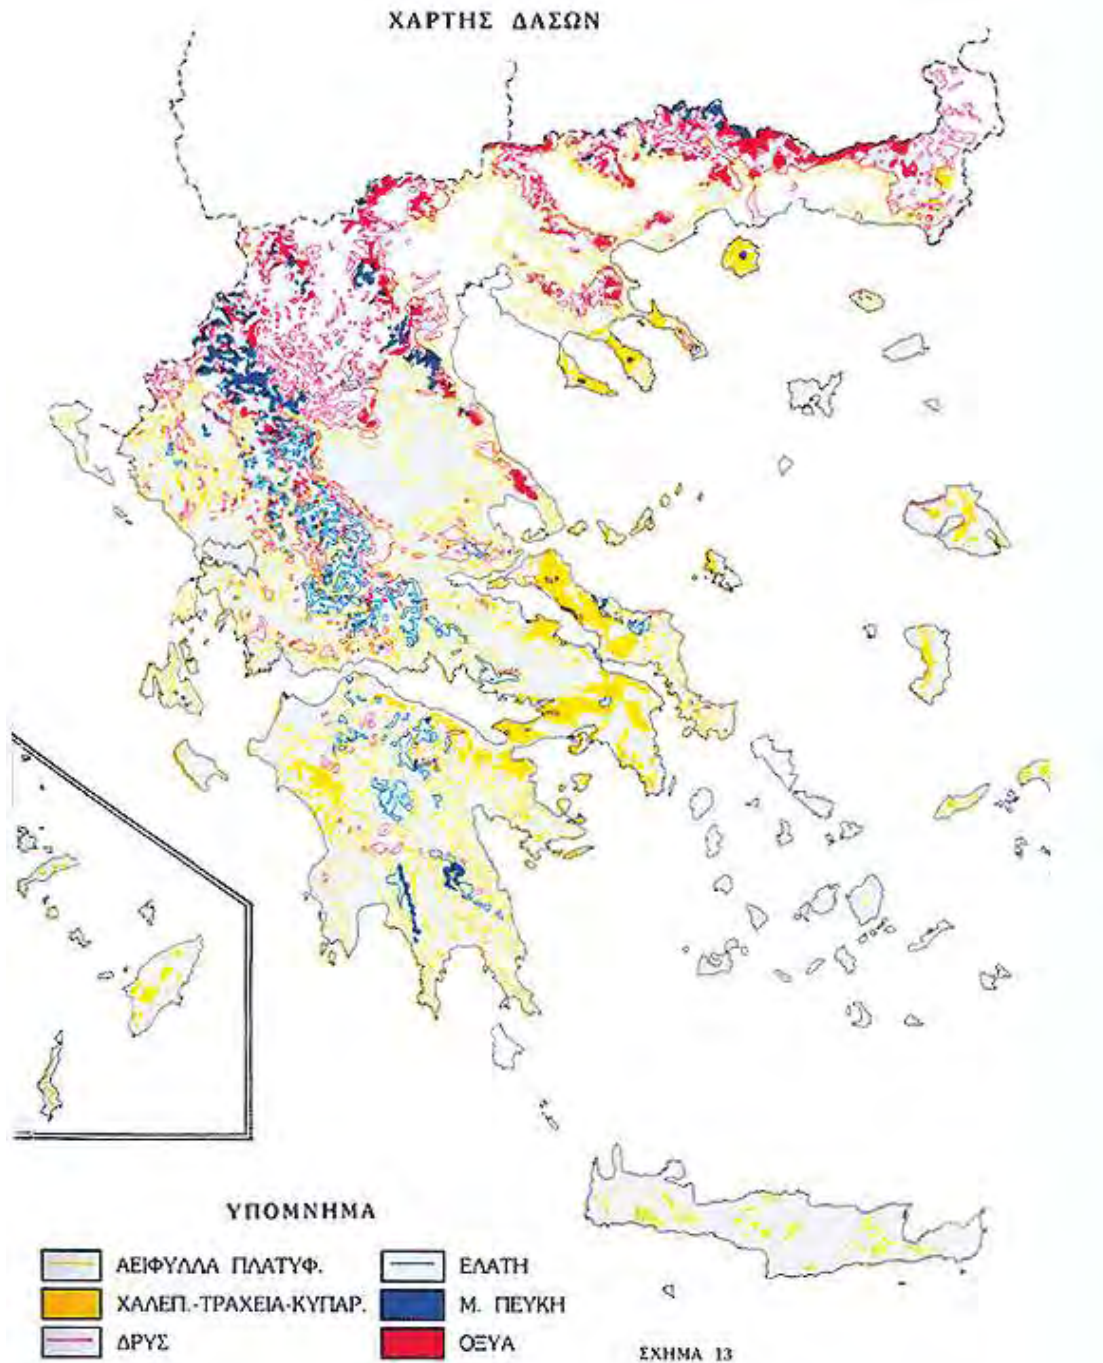 ΧΑΡΤΗΣ ΔΑΣΩΝ
ΥΠΟΜΝΗΜΑ
ΑΕΙΦΥΛΛΑ ΠΛΑΤΥΦ.
ΧΑΛΕΠ.-ΤΡΑΧΕΙΑ-ΚΥΠΑΡ.
ΔΡΥΣ
ΕΛΑΤΗ
Μ. ΠΕΥΚΗ
ΟΞΥΑ
ΣΧΗΜΑ 13